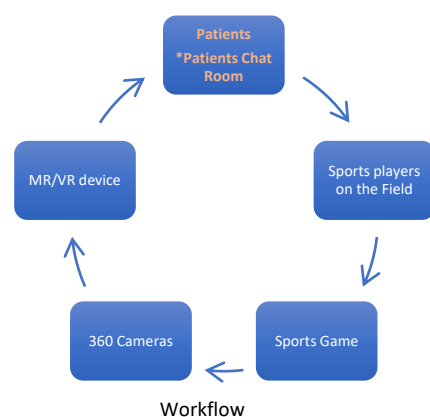 Patients
*Patients Chat
Room
Sports players
on the Field
Sports Game
360 Cameras
MR/VR device
Workflow